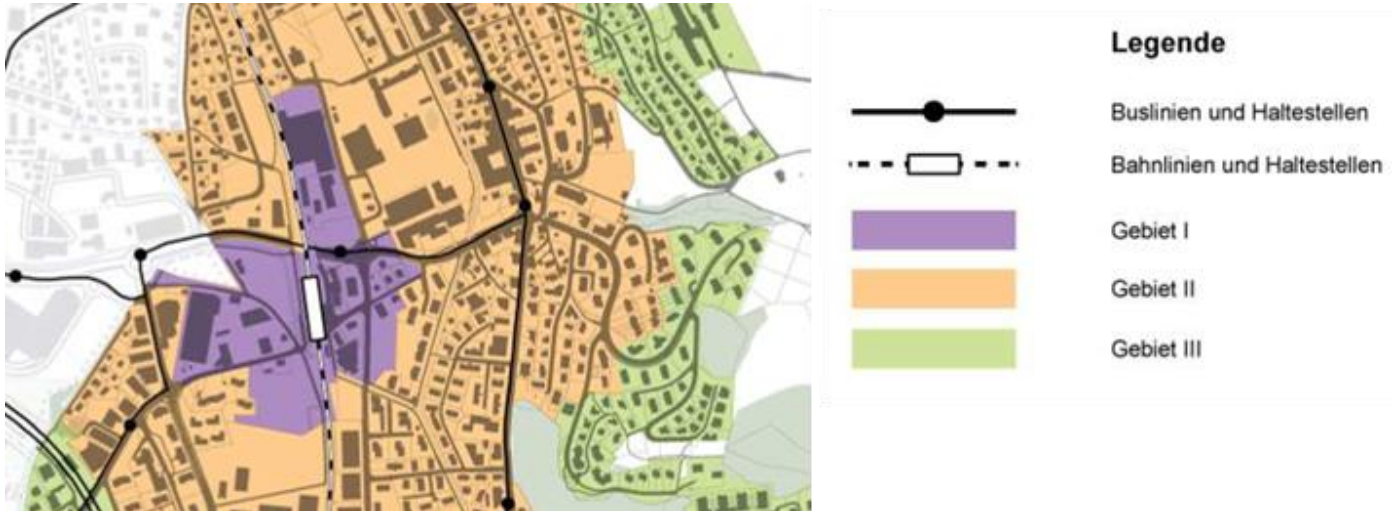 Legende
Buslinien und Haltestellen
Bahnlinien und Haltestellen
Gebiet I
Gebiet II
Gebiet III